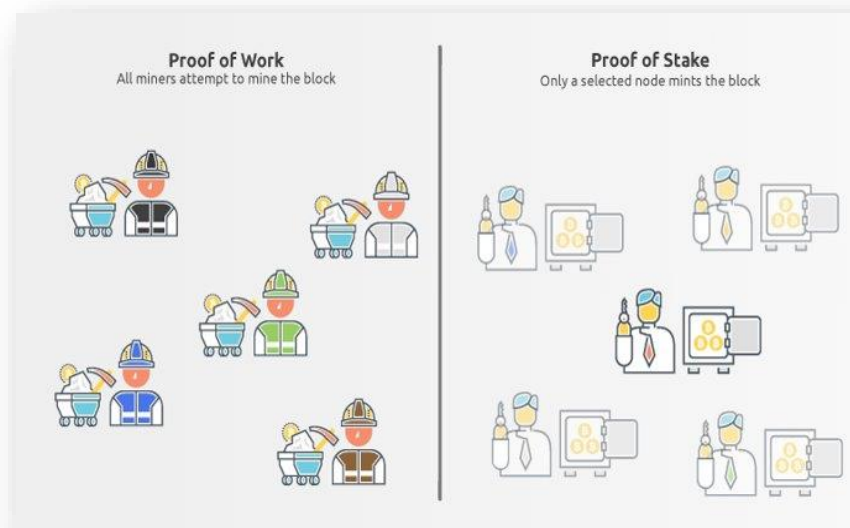 Proof of Work
All miners attempt to mine the block
Proof of Stake
Only a selected node mints the block